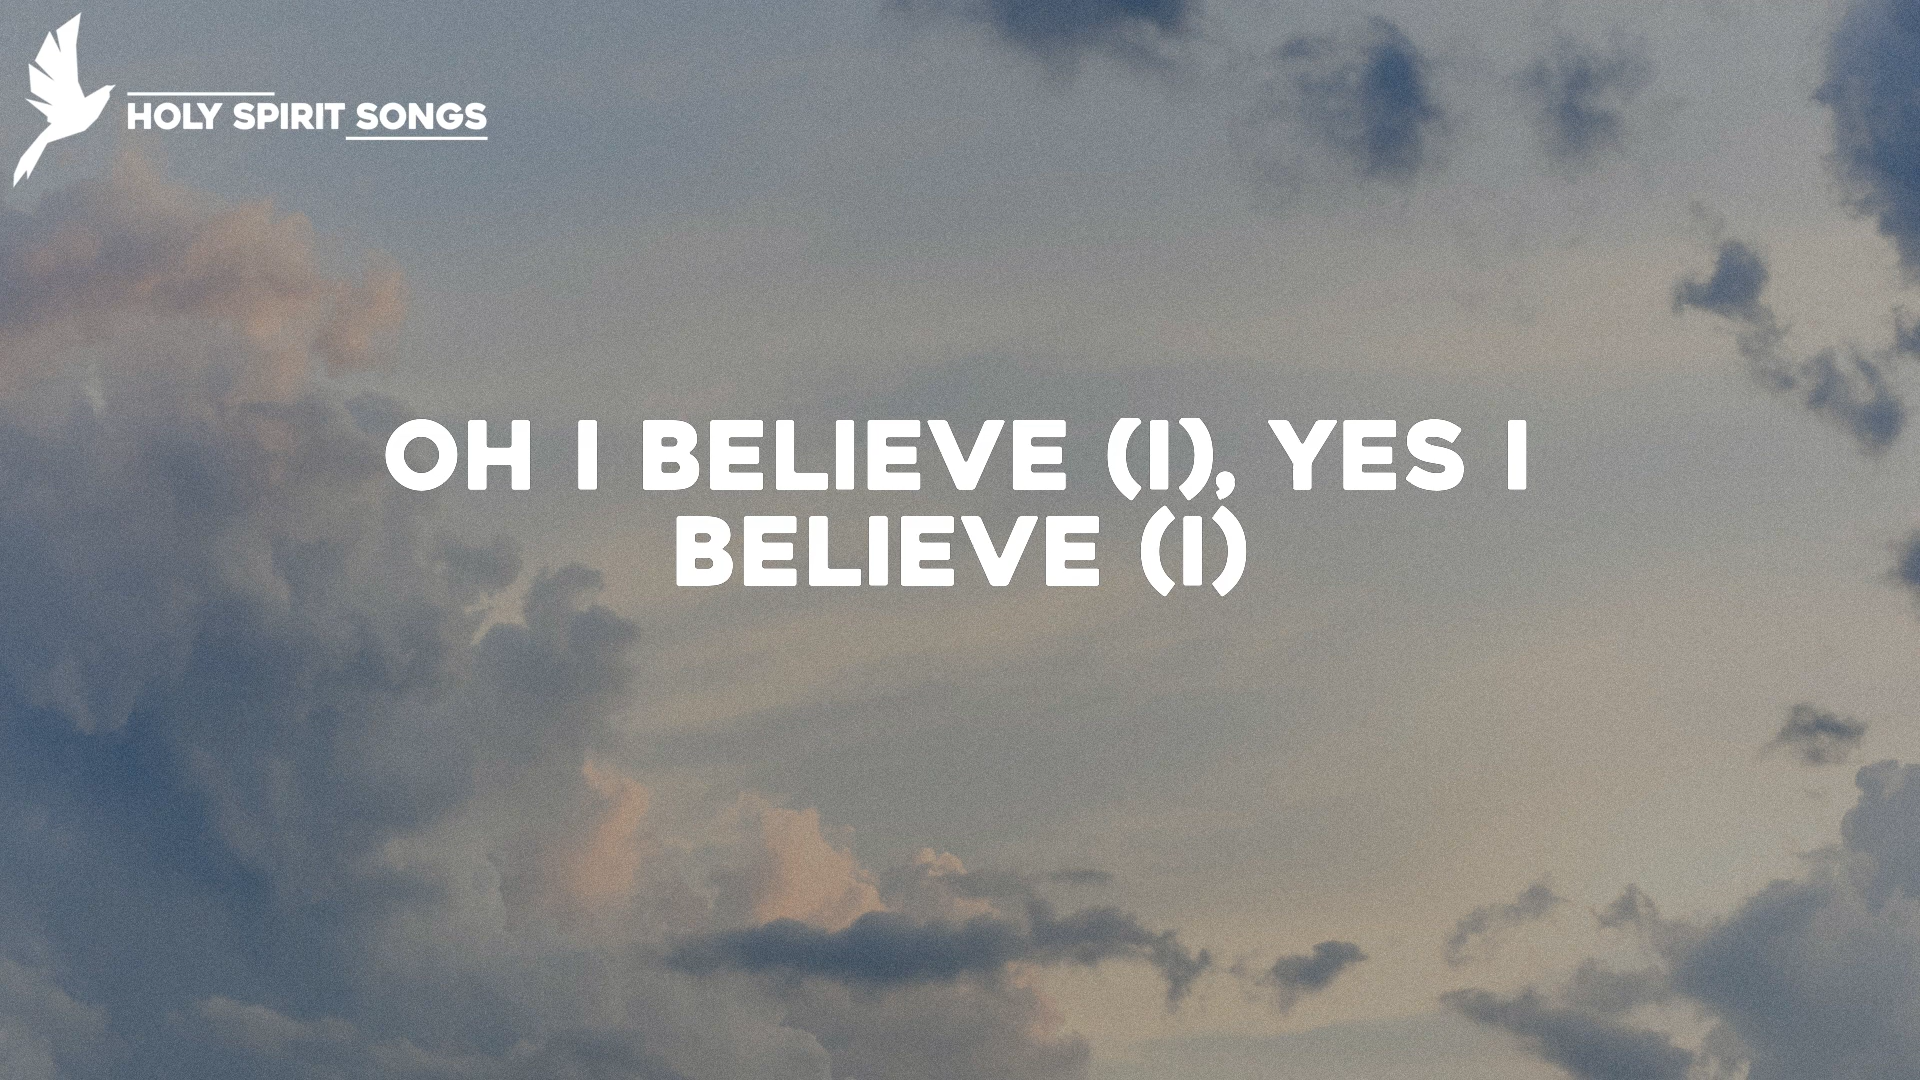 HOLY SPIRIT SONGS
OH I BELIEVE (I), YES I
BELIEVE (I)